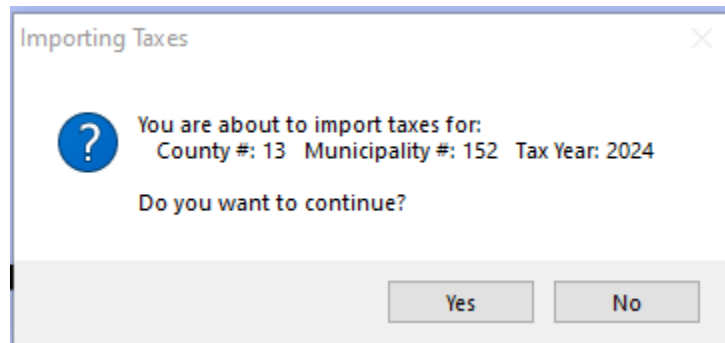 Importing Taxes
You are about to import taxes for:
County #: 13 Municipality #: 152 Tax Year: 2024
Do you want to continue?
Yes No